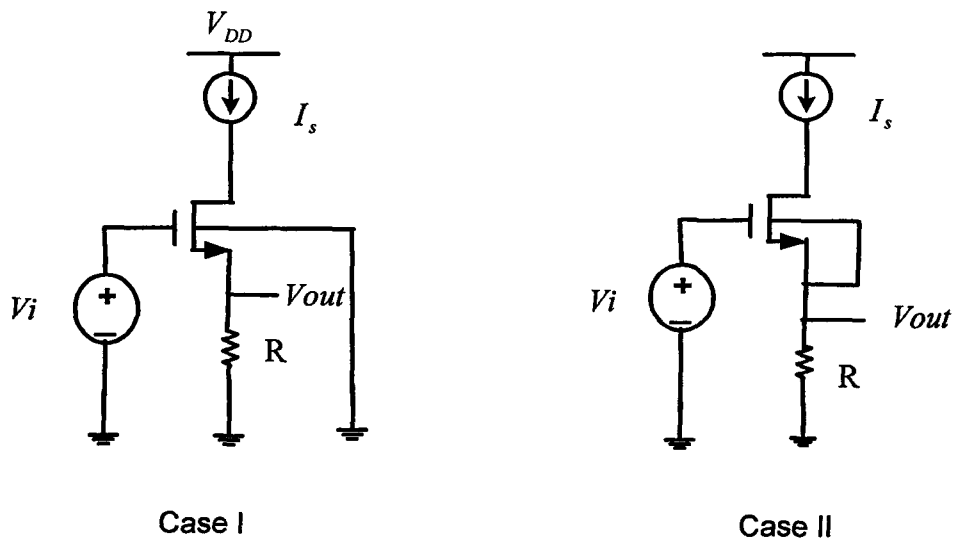 V_DD
I_s
I_s
Vi
+
−
Vout
R
Vi
+
−
Vout
R
Case I
Case II